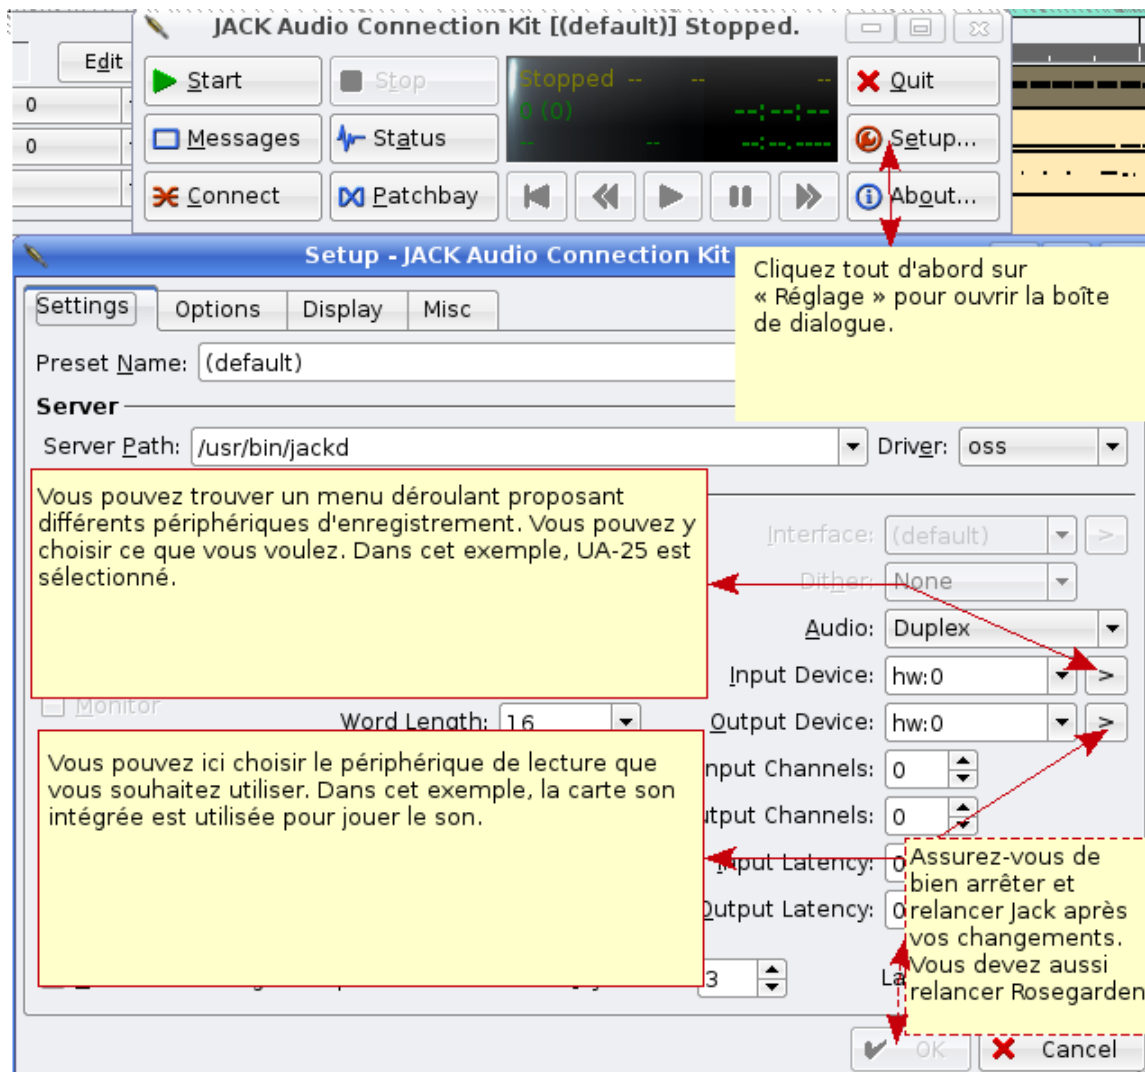 JACK Audio Connection Kit [(default)] Stopped.
Edit
Start
Stop
Stopped -- -- --
Quit
0
0 (0) --:--:--
0
Messages
Status
-- -- --:--.----
Setup...
Connect
Patchbay
About...
Setup - JACK Audio Connection Kit
Cliquez tout d'abord sur
« Réglage » pour ouvrir la boîte
de dialogue.
Settings
Options
Display
Misc
Preset Name: (default)
Server
Server Path: /usr/bin/jackd
Driver: oss
Vous pouvez trouver un menu déroulant proposant
différents périphériques d'enregistrement. Vous pouvez y
choisir ce que vous voulez. Dans cet exemple, UA-25 est
sélectionné.
Interface: (default) >
Dither: None
Audio: Duplex
Input Device: hw:0 >
Monitor
Word Length: 16
Output Device: hw:0 >
Vous pouvez ici choisir le périphérique de lecture que
vous souhaitez utiliser. Dans cet exemple, la carte son
intégrée est utilisée pour jouer le son.
nput Channels: 0
utput Channels: 0
Input Latency: 0
Output Latency: 0
Assurez-vous de
bien arrêter et
relancer Jack après
vos changements.
Vous devez aussi
relancer Rosegarden
3
La
OK
Cancel